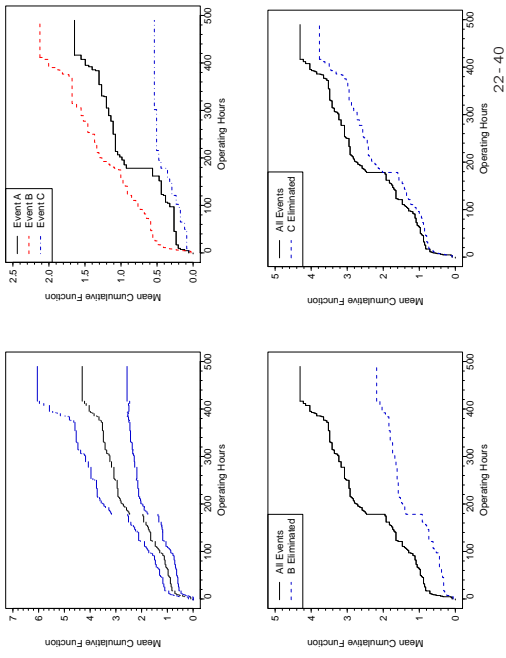 2.5
2.0
1.5
1.0
0.5
0.0
Mean Cumulative Function
Event A
Event B
Event C
0 100 200 300 400 500
Operating Hours
5
4
3
2
1
0
Mean Cumulative Function
All Events
C Eliminated
0 100 200 300 400 500
Operating Hours
22-40
7
6
5
4
3
2
1
0
Mean Cumulative Function
0 100 200 300 400 500
Operating Hours
5
4
3
2
1
0
Mean Cumulative Function
All Events
B Eliminated
0 100 200 300 400 500
Operating Hours